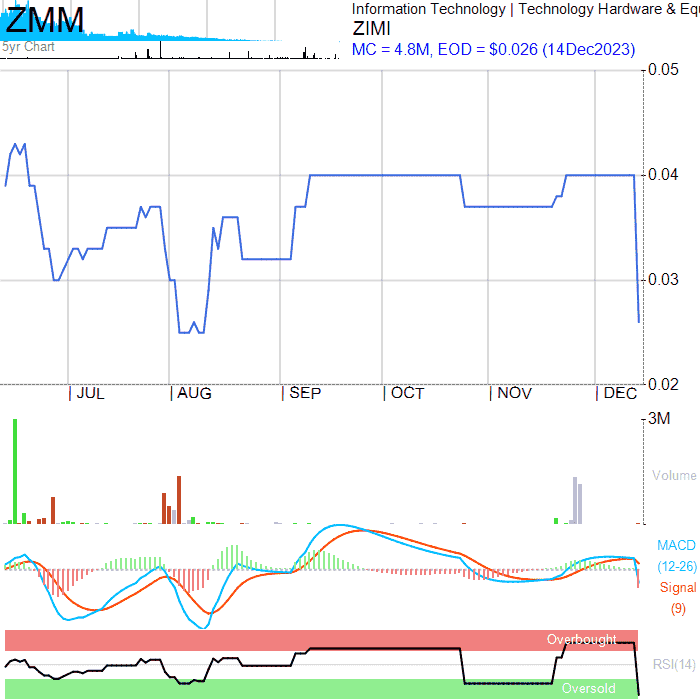 ZMM
5yr Chart
Information Technology | Technology Hardware & Equ
ZIMI
MC = 4.8M, EOD = $0.026 (14Dec2023)
0.05
0.04
0.03
0.02
JUL AUG SEP OCT NOV DEC
3M
Volume
MACD
(12-26)
Signal
(9)
Overbought
RSI(14)
Oversold